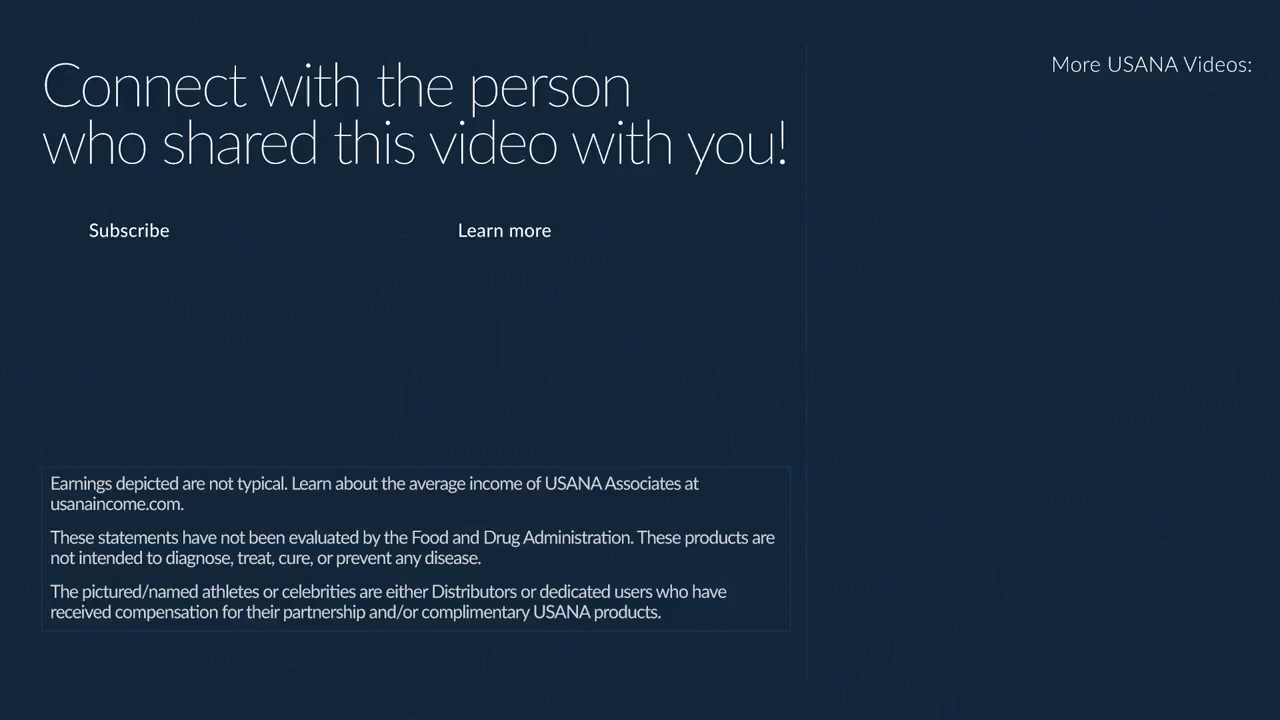 Connect with the person
who shared this video with you!
Subscribe
Learn more
Earnings depicted are not typical. Learn about the average income of USANA Associates at
usanaincome.com.
These statements have not been evaluated by the Food and Drug Administration. These products are
not intended to diagnose, treat, cure, or prevent any disease.
The pictured/named athletes or celebrities are either Distributors or dedicated users who have
received compensation for their partnership and/or complimentary USANA products.
More USANA Videos: